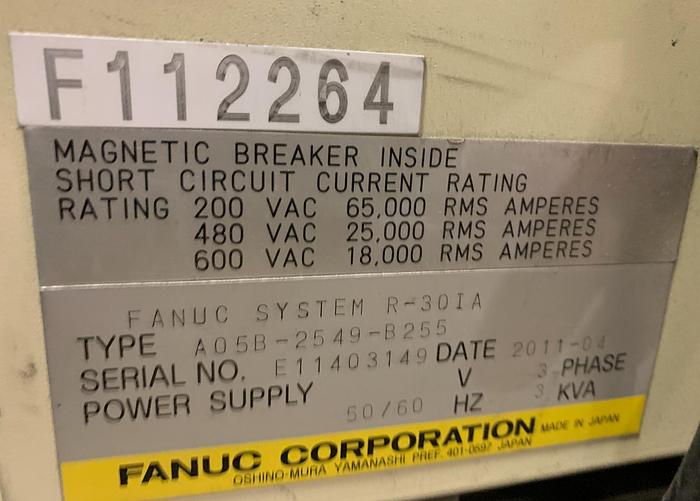 F112264
MAGNETIC BREAKER INSIDE
SHORT CIRCUIT CURRENT RATING
RATING 200 VAC 65,000 RMS AMPERES
480 VAC 25,000 RMS AMPERES
600 VAC 18,000 RMS AMPERES
FANUC SYSTEM R-30IA
TYPE A05B-2549-B255
SERIAL NO. E11403149 DATE 2011-04
POWER SUPPLY V 3 PHASE
50/60 HZ 3 KVA
FANUC CORPORATION MADE IN JAPAN
OSHINO-MURA YAMANASHI PREF. 401-0597 JAPAN